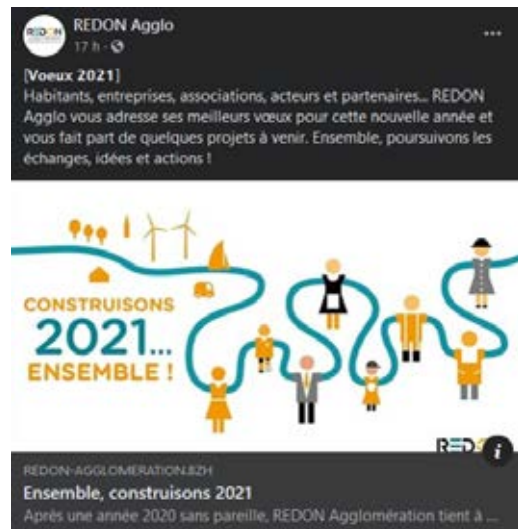 REDON Agglo
17 h ·
[Voeux 2021]
Habitants, entreprises, associations, acteurs et partenaires... REDON
Agglo vous adresse ses meilleurs vœux pour cette nouvelle année et
vous fait part de quelques projets à venir. Ensemble, poursuivons les
échanges, idées et actions !
CONSTRUISONS
2021...
ENSEMBLE !
REDON-AGGLOMERATION.BZH
Ensemble, construisons 2021
Après une année 2020 sans pareille, REDON Agglomération tient à ...